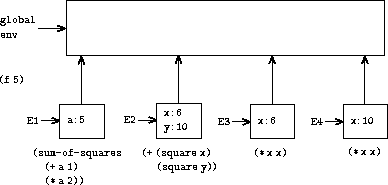 global
env
(f 5)
E1
a:5
E2
x:6
y:10
E3
x:6
E4
x:10
(sum-of-squares
(+ a 1)
(* a 2))
(+ (square x)
(square y))
(* x x)
(* x x)